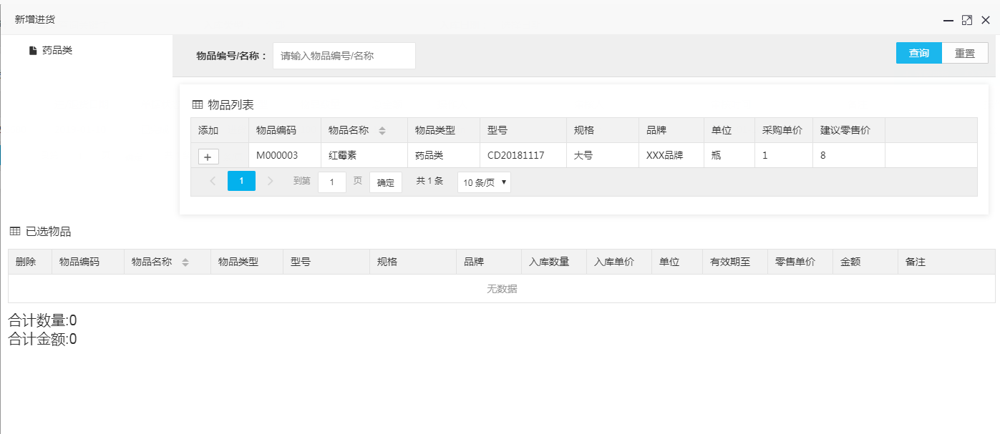 新增进货
药品类
物品编号/名称： 请输入物品编号/名称 查询 重置
物品列表
添加 物品编码 物品名称 物品类型 型号 规格 品牌 单位 采购单价 建议零售价
+ M000003 红霉素 药品类 CD20181117 大号 XXX品牌 瓶 1 8
1 到第 1 页 确定 共 1 条 10 条/页
已选物品
删除 物品编码 物品名称 物品类型 型号 规格 品牌 入库数量 入库单价 单位 有效期至 零售单价 金额 备注
无数据
合计数量:0
合计金额:0